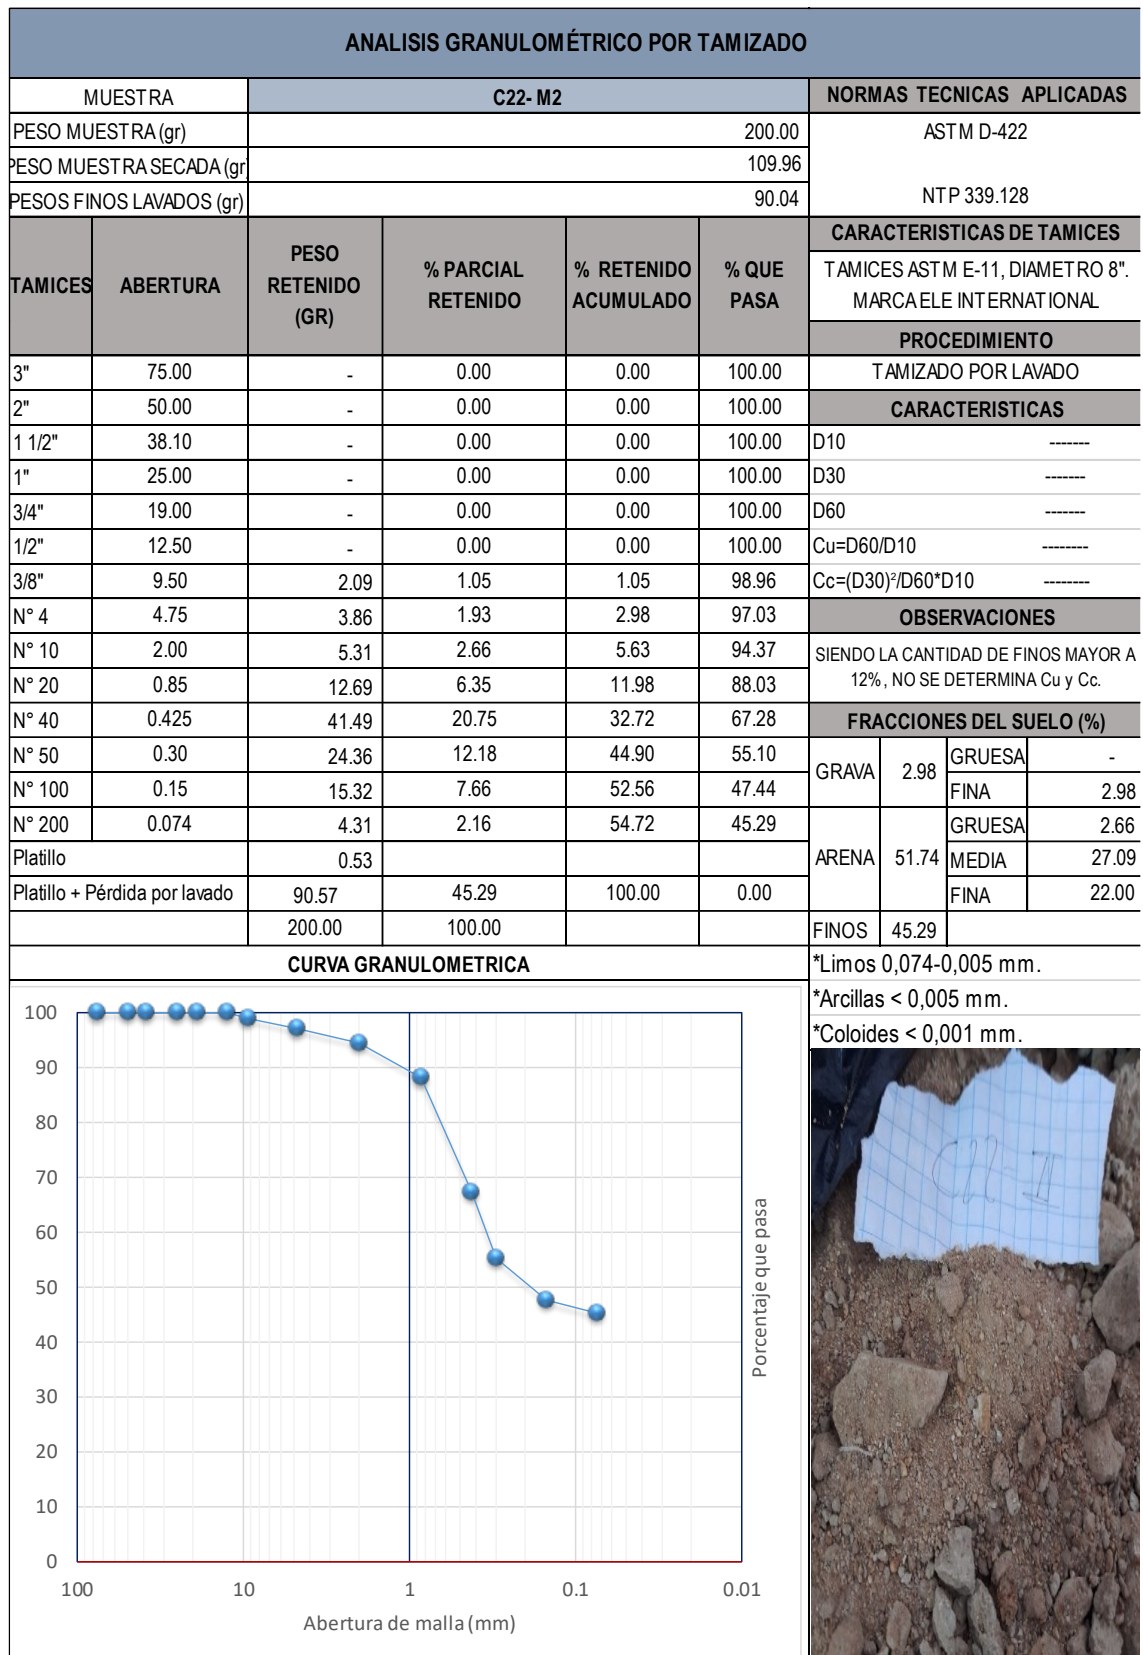 ANALISIS GRANULOMÉTRICO POR TAMIZADO
MUESTRA C22- M2 NORMAS TECNICAS APLICADAS
PESO MUESTRA (gr) 200.00 ASTM D-422
PESO MUESTRA SECADA (gr) 109.96
PESOS FINOS LAVADOS (gr) 90.04 NTP 339.128
TAMICES ABERTURA PESO RETENIDO (GR) % PARCIAL RETENIDO % RETENIDO ACUMULADO % QUE PASA
CARACTERISTICAS DE TAMICES
TAMICES ASTM E-11, DIAMETRO 8".
MARCA ELE INTERNATIONAL
PROCEDIMIENTO
3" 75.00 - 0.00 0.00 100.00 TAMIZADO POR LAVADO
2" 50.00 - 0.00 0.00 100.00 CARACTERISTICAS
1 1/2" 38.10 - 0.00 0.00 100.00 D10 -------
1" 25.00 - 0.00 0.00 100.00 D30 -------
3/4" 19.00 - 0.00 0.00 100.00 D60 -------
1/2" 12.50 - 0.00 0.00 100.00 Cu=D60/D10 --------
3/8" 9.50 2.09 1.05 1.05 98.96 Cc=(D30)²/D60*D10 --------
N° 4 4.75 3.86 1.93 2.98 97.03 OBSERVACIONES
N° 10 2.00 5.31 2.66 5.63 94.37 SIENDO LA CANTIDAD DE FINOS MAYOR A
N° 20 0.85 12.69 6.35 11.98 88.03 12%, NO SE DETERMINA Cu y Cc.
N° 40 0.425 41.49 20.75 32.72 67.28 FRACCIONES DEL SUELO (%)
N° 50 0.30 24.36 12.18 44.90 55.10 GRAVA 2.98 GRUESA -
N° 100 0.15 15.32 7.66 52.56 47.44 FINA 2.98
N° 200 0.074 4.31 2.16 54.72 45.29 GRUESA 2.66
Platillo 0.53 ARENA 51.74 MEDIA 27.09
Platillo + Pérdida por lavado 90.57 45.29 100.00 0.00 FINA 22.00
200.00 100.00 FINOS 45.29
CURVA GRANULOMETRICA *Limos 0,074-0,005 mm.
*Arcillas < 0,005 mm.
*Coloides < 0,001 mm.
100
90
80
70
60
50
40
30
20
10
0
100 10 1 0.1 0.01
Abertura de malla (mm)
Porcentaje que pasa